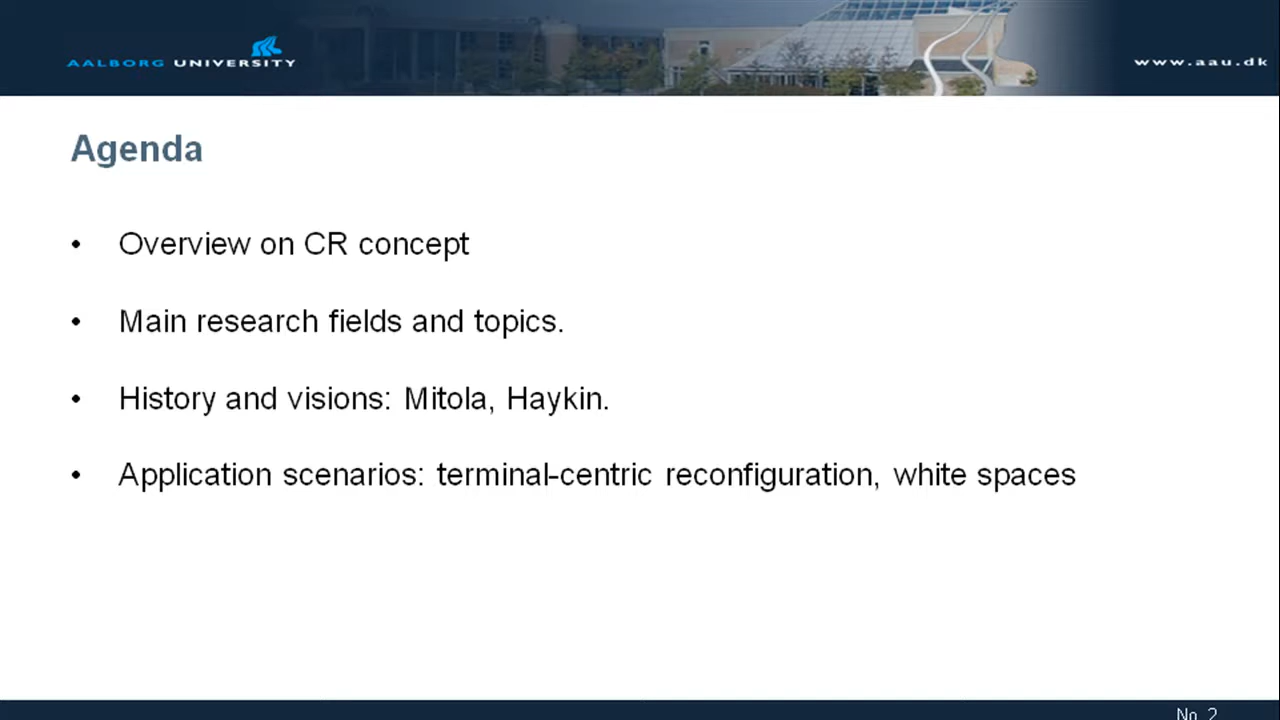 AALBORG UNIVERSITY
www.aau.dk
Agenda
• Overview on CR concept
• Main research fields and topics.
• History and visions: Mitola, Haykin.
• Application scenarios: terminal-centric reconfiguration, white spaces
No. 2